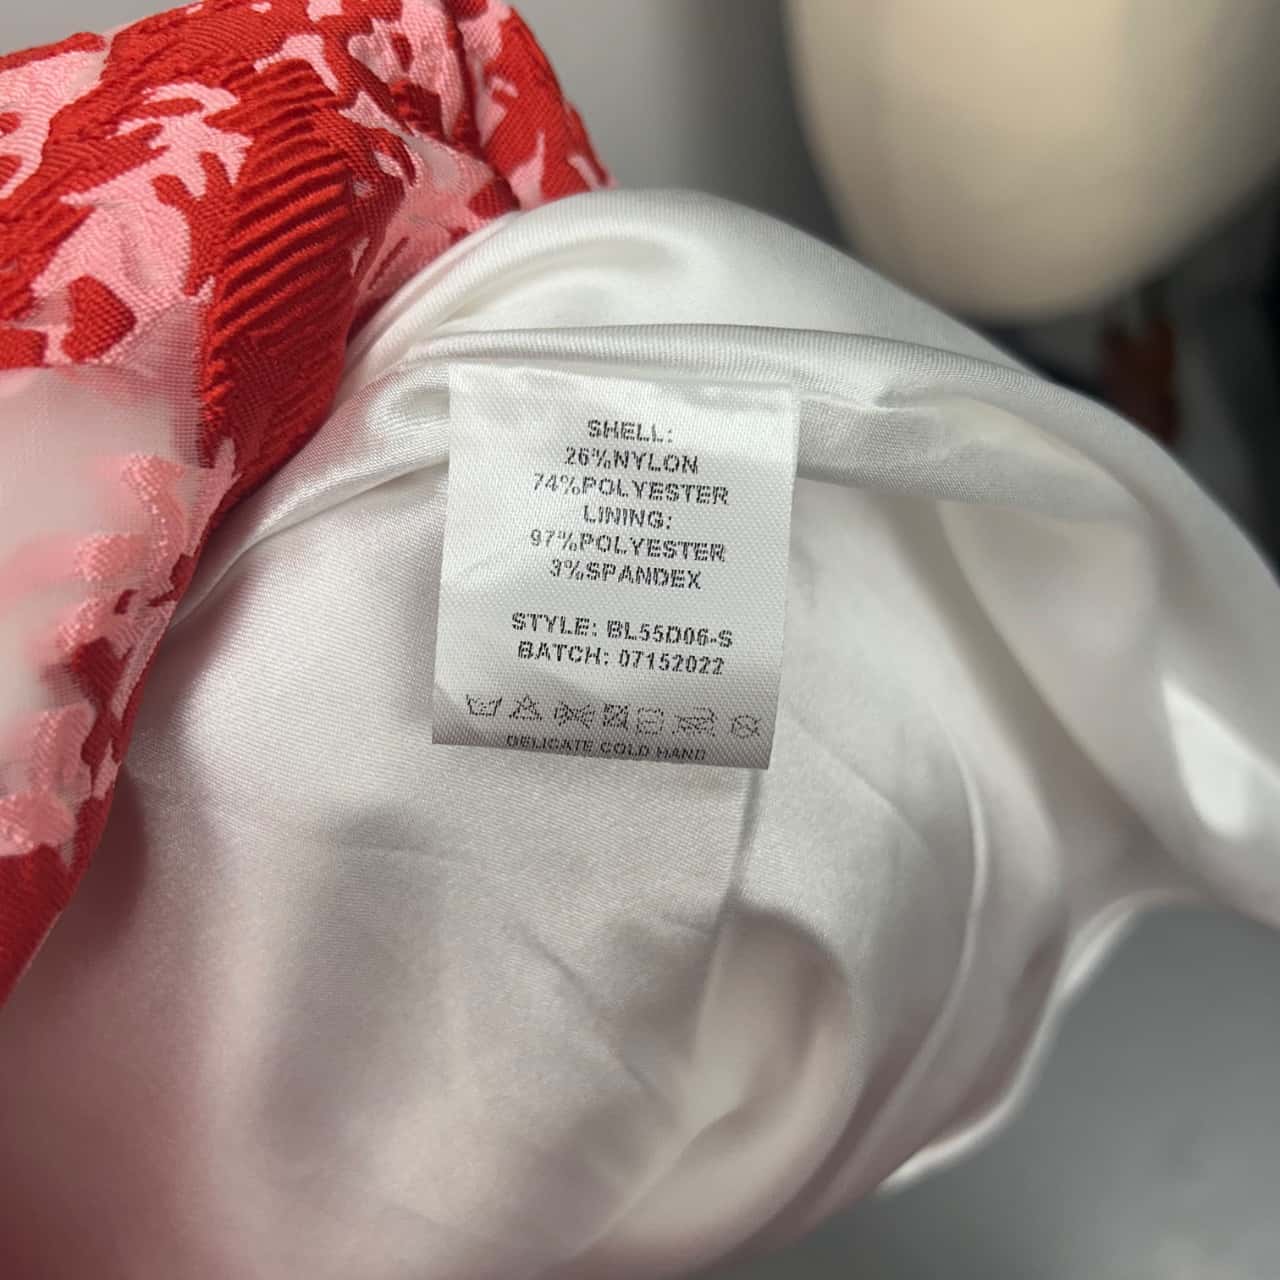 SHELL:
26%NYLON
74%POLYESTER
LINING:
97%POLYESTER
3%SPANDEX
STYLE: BL55D06-S
BATCH: 07152022
DELICATE COLD HAND